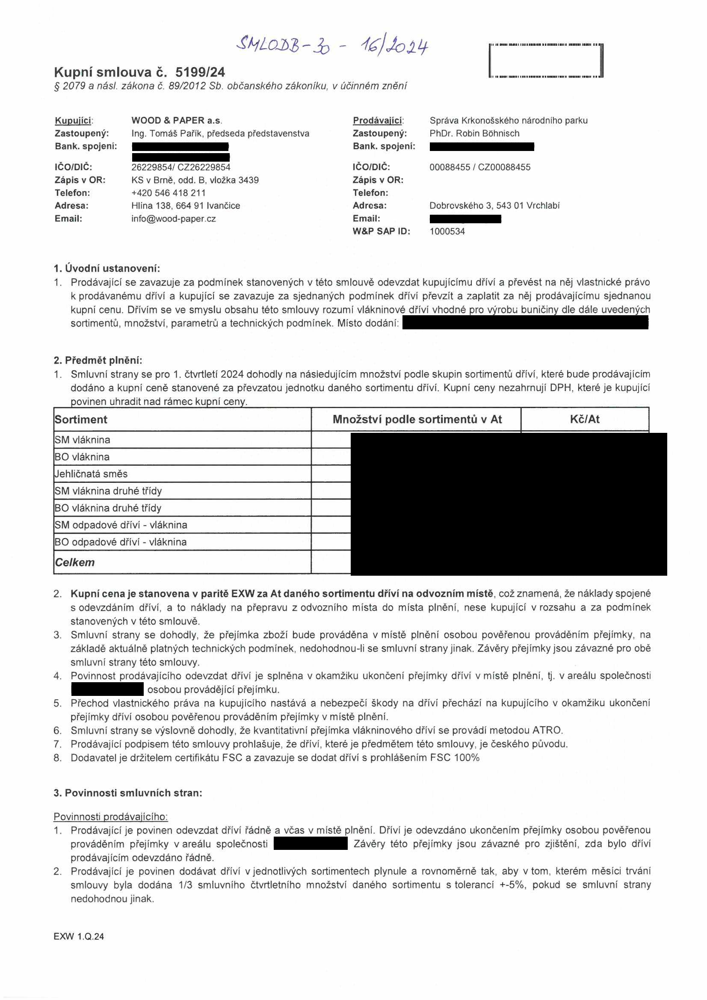 SMLODB-30 - 16/2024
Kupní smlouva č. 5199/24
§ 2079 a násl. zákona č. 89/2012 Sb. občanského zákoníku, v účinném znění
Kupující: WOOD & PAPER a.s.
Zastoupený: Ing. Tomáš Pařík, předseda představenstva
Bank. spojení:
IČO/DIČ: 26229854/ CZ26229854
Zápis v OR: KS v Brně, odd. B, vložka 3439
Telefon: +420 546 418 211
Adresa: Hlína 138, 664 91 Ivančice
Email: info@wood-paper.cz
Prodávající: Správa Krkonošského národního parku
Zastoupený: PhDr. Robin Böhnisch
Bank. spojení:
IČO/DIČ: 00088455 / CZ00088455
Zápis v OR:
Telefon:
Adresa: Dobrovského 3, 543 01 Vrchlabí
Email:
W&P SAP ID: 1000534
1. Úvodní ustanovení:
1. Prodávající se zavazuje za podmínek stanovených v této smlouvě odevzdat kupujícímu dříví a převést na něj vlastnické právo
k prodávanému dříví a kupující se zavazuje za sjednaných podmínek dříví převzít a zaplatit za něj prodávajícímu sjednanou
kupní cenu. Dřívím se ve smyslu obsahu této smlouvy rozumí vlákninové dříví vhodné pro výrobu buničiny dle dále uvedených
sortimentů, množství, parametrů a technických podmínek. Místo dodání:
2. Předmět plnění:
1. Smluvní strany se pro 1. čtvrtletí 2024 dohodly na následujícím množství podle skupin sortimentů dříví, které bude prodávajícím
dodáno a kupní ceně stanovené za převzatou jednotku daného sortimentu dříví. Kupní ceny nezahrnují DPH, které je kupující
povinen uhradit nad rámec kupní ceny.
Sortiment Množství podle sortimentů v At Kč/At
SM vláknina
BO vláknina
Jehličnatá směs
SM vláknina druhé třídy
BO vláknina druhé třídy
SM odpadové dříví - vláknina
BO odpadové dříví - vláknina
Celkem
2. Kupní cena je stanovena v paritě EXW za At daného sortimentu dříví na odvozním místě, což znamená, že náklady spojené
s odevzdáním dříví, a to náklady na přepravu z odvozního místa do místa plnění, nese kupující v rozsahu a za podmínek
stanovených v této smlouvě.
3. Smluvní strany se dohodly, že přejímka zboží bude prováděna v místě plnění osobou pověřenou prováděním přejímky, na
základě aktuálně platných technických podmínek, nedohodnou-li se smluvní strany jinak. Závěry přejímky jsou závazné pro obě
smluvní strany této smlouvy.
4. Povinnost prodávajícího odevzdat dříví je splněna v okamžiku ukončení přejímky dříví v místě plnění, tj. v areálu společnosti
osobou provádějící přejímku.
5. Přechod vlastnického práva na kupujícího nastává a nebezpečí škody na dříví přechází na kupujícího v okamžiku ukončení
přejímky dříví osobou pověřenou prováděním přejímky v místě plnění.
6. Smluvní strany se výslovně dohodly, že kvantitativní přejímka vlákninového dříví se provádí metodou ATRO.
7. Prodávající podpisem této smlouvy prohlašuje, že dříví, které je předmětem této smlouvy, je českého původu.
8. Dodavatel je držitelem certifikátu FSC a zavazuje se dodat dříví s prohlášením FSC 100%
3. Povinnosti smluvních stran:
Povinnosti prodávajícího:
1. Prodávající je povinen odevzdat dříví řádně a včas v místě plnění. Dříví je odevzdáno ukončením přejímky osobou pověřenou
prováděním přejímky v areálu společnosti Závěry této přejímky jsou závazné pro zjištění, zda bylo dříví
prodávajícím odevzdáno řádně.
2. Prodávající je povinen dodávat dříví v jednotlivých sortimentech plynule a rovnoměrně tak, aby v tom, kterém měsíci trvání
smlouvy byla dodána 1/3 smluvního čtvrtletního množství daného sortimentu s tolerancí +-5%, pokud se smluvní strany
nedohodnou jinak.
EXW 1.Q.24